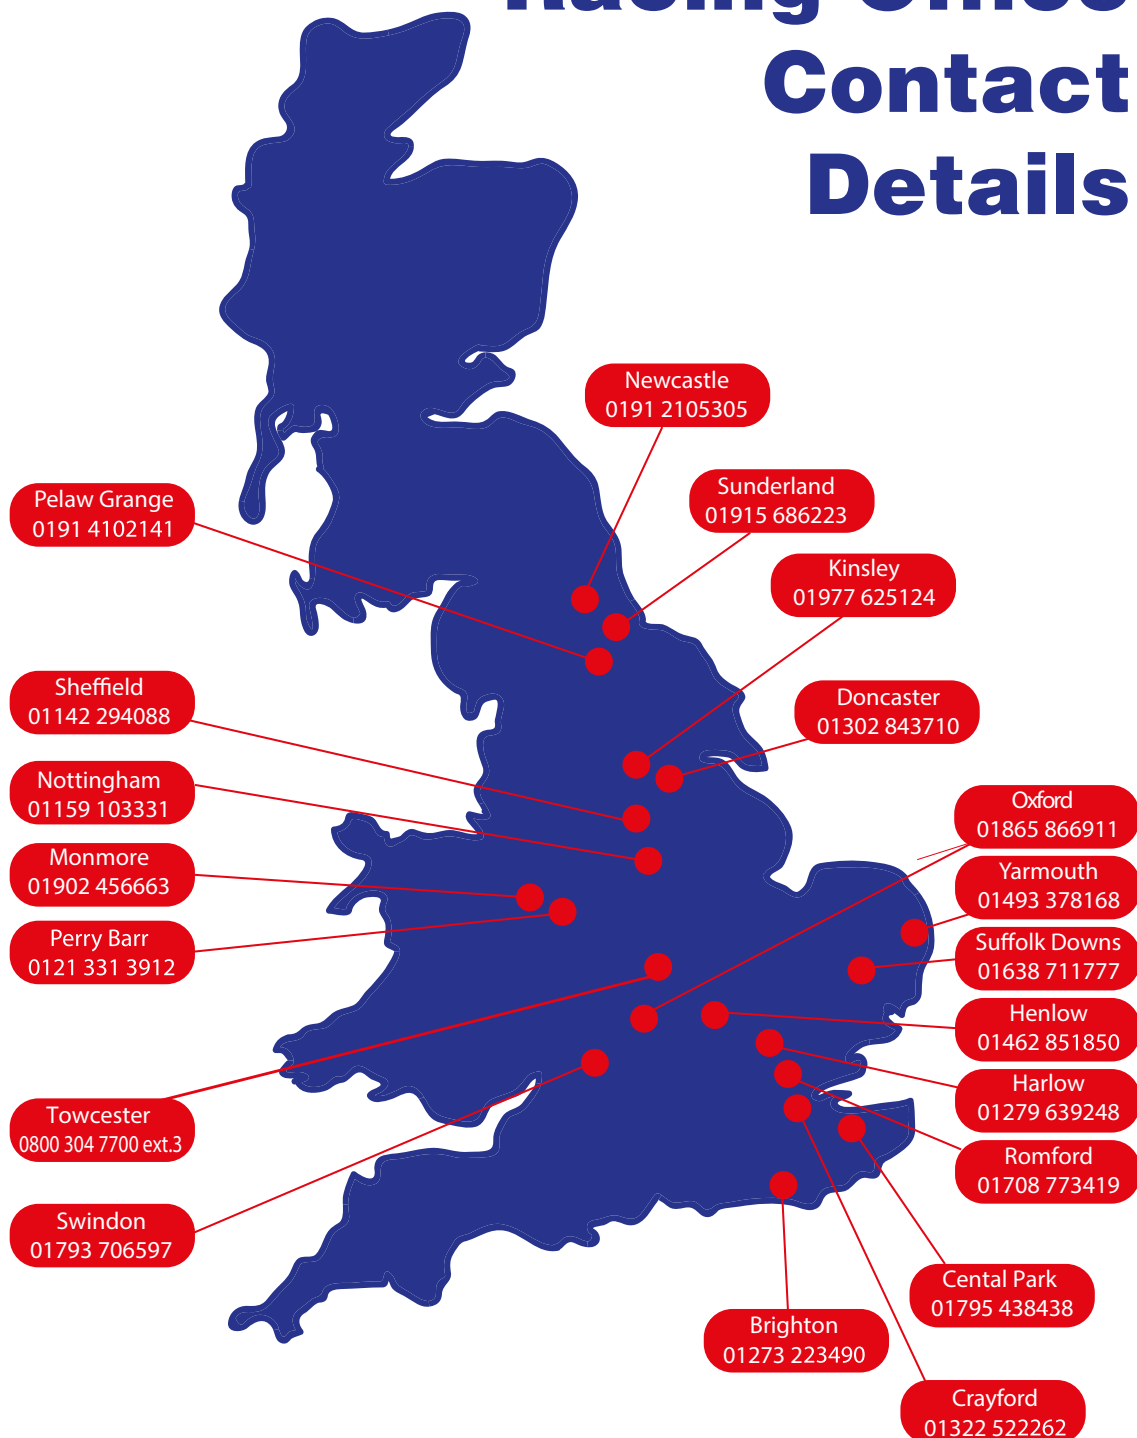 Racing Office
Contact
Details
Newcastle
0191 2105305
Sunderland
01915 686223
Pelaw Grange
0191 4102141
Kinsley
01977 625124
Sheffield
01142 294088
Doncaster
01302 843710
Nottingham
01159 103331
Oxford
01865 866911
Monmore
01902 456663
Yarmouth
01493 378168
Perry Barr
0121 331 3912
Suffolk Downs
01638 711777
Henlow
01462 851850
Harlow
01279 639248
Towcester
0800 304 7700 ext.3
Romford
01708 773419
Swindon
01793 706597
Cental Park
01795 438438
Brighton
01273 223490
Crayford
01322 522262